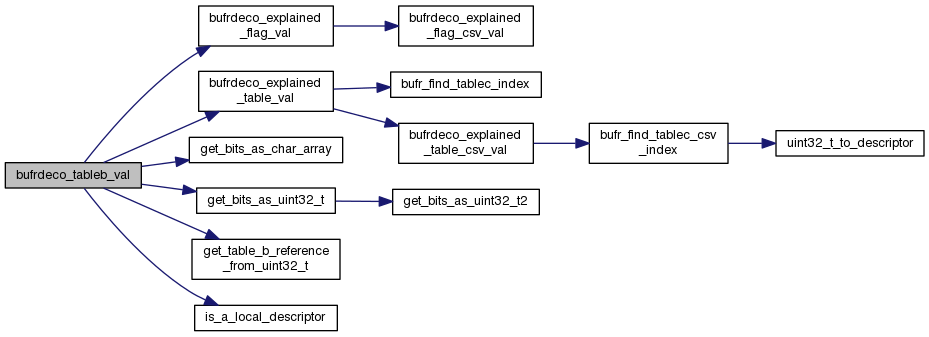 bufrdeco_tableb_val
bufrdeco_explained
_flag_val
bufrdeco_explained
_flag_csv_val
bufrdeco_explained
_table_val
bufr_find_tablec_index
bufrdeco_explained
_table_csv_val
bufr_find_tablec_csv
_index
uint32_t_to_descriptor
get_bits_as_char_array
get_bits_as_uint32_t
get_bits_as_uint32_t2
get_table_b_reference
_from_uint32_t
is_a_local_descriptor